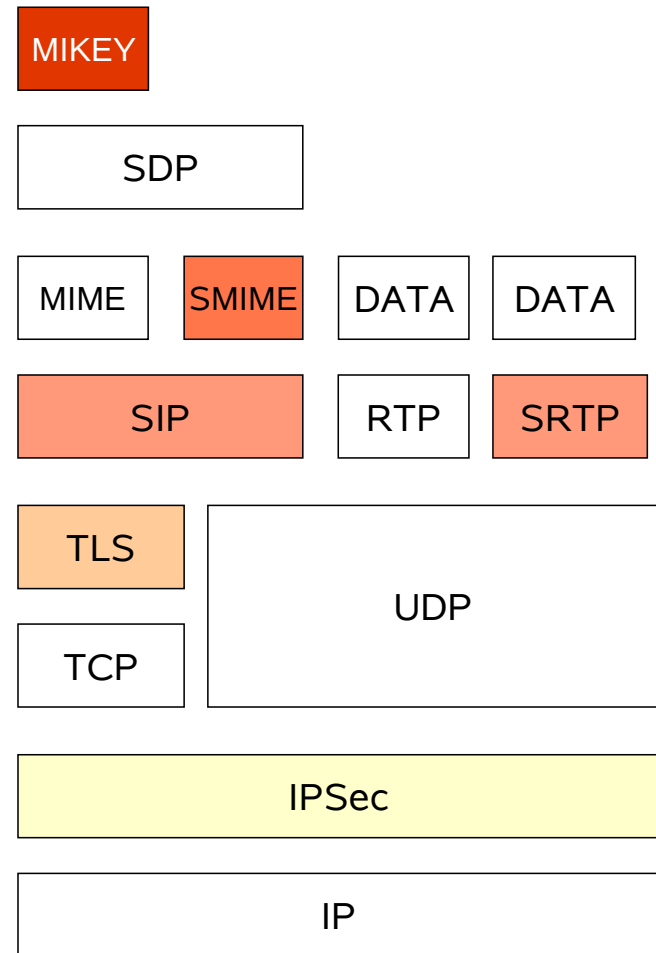 MIKEY
SDP
MIME
SMIME
DATA
DATA
SIP
RTP
SRTP
TLS
UDP
TCP
IPSec
IP